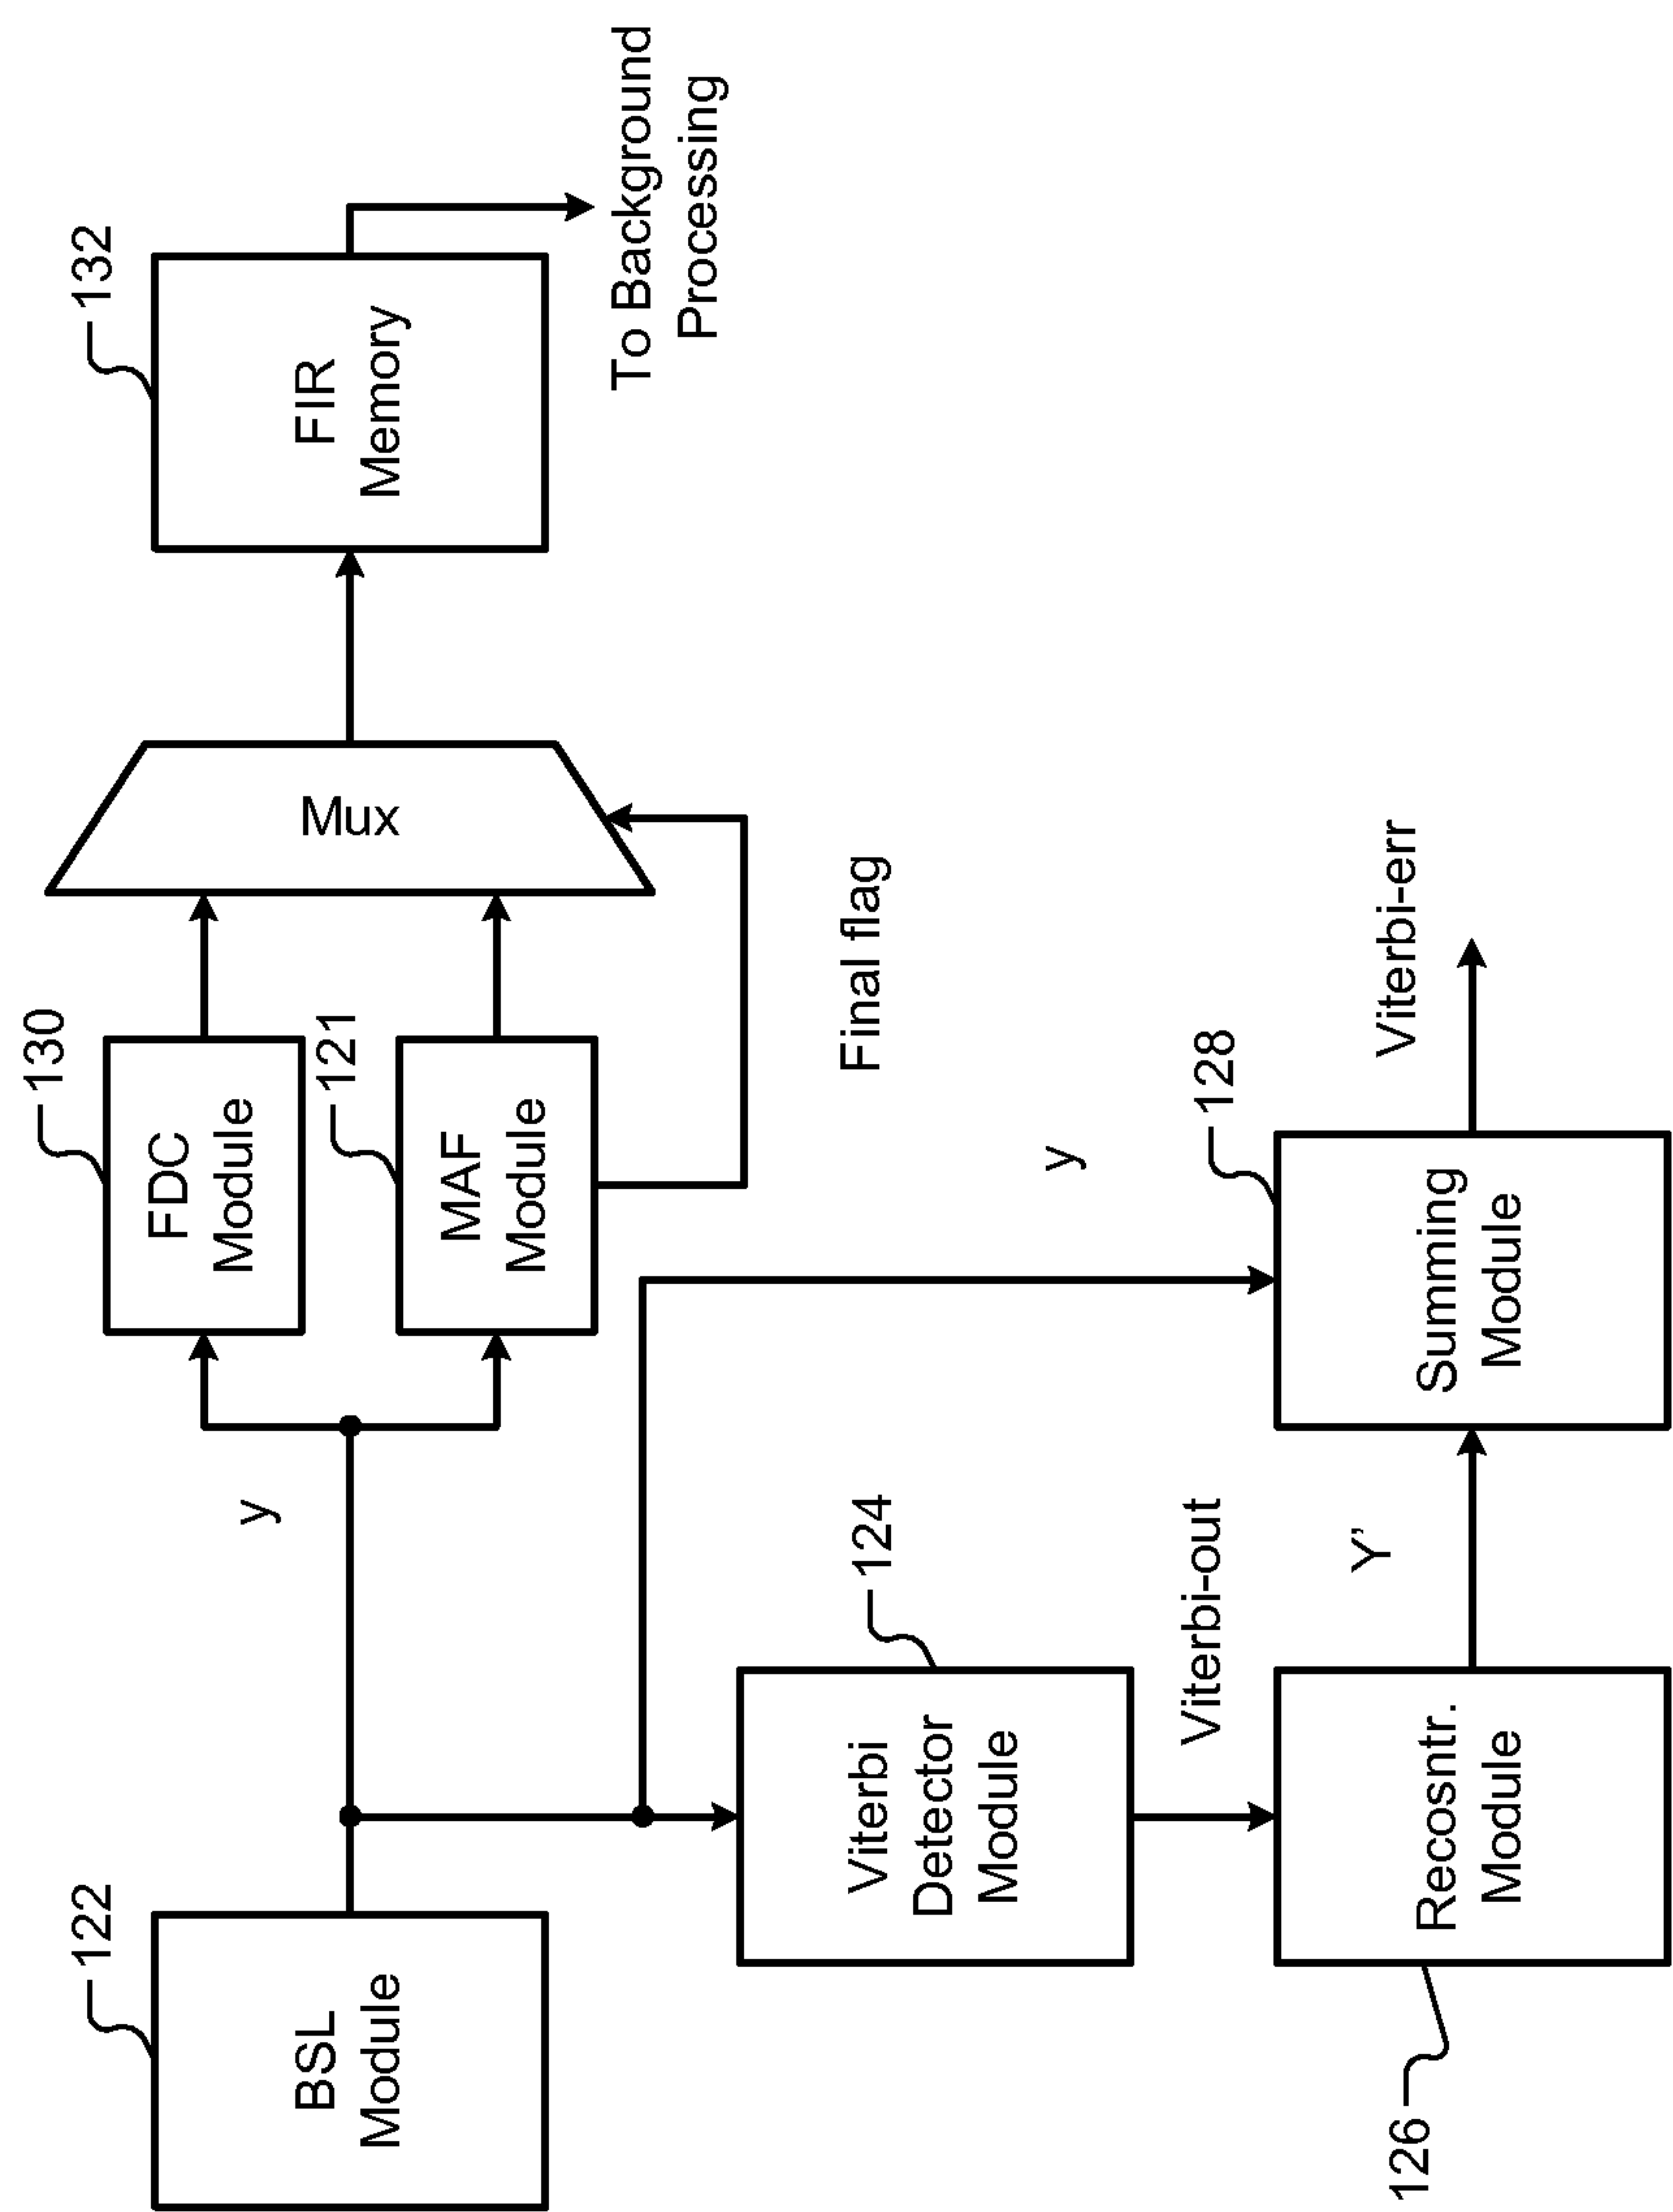 122
BSL
Module
y
130
FDC
Module
121
MAF
Module
Mux
Final flag
132
FIR
Memory
To Background
Processing
124
Viterbi
Detector
Module
Viterbi-out
y
126
Recosntr.
Module
Y'
128
Summing
Module
Viterbi-err